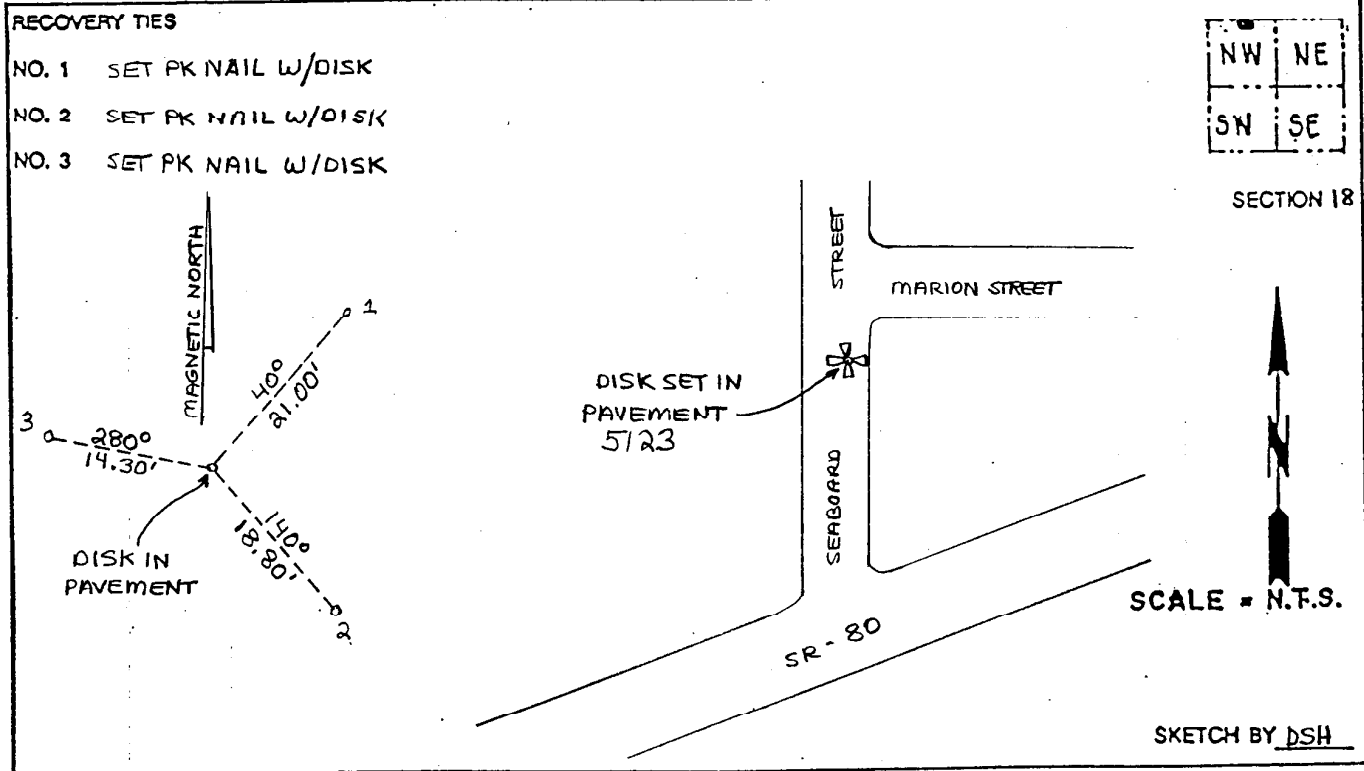 RECOVERY TIES
NO. 1 SET PK NAIL W/DISK
NO. 2 SET PK NAIL W/DISK
NO. 3 SET PK NAIL W/DISK
NW NE
SW SE
SECTION 18
MAGNETIC NORTH
1
40°
21.00'
3
280°
14.30'
140°
18.80'
2
DISK IN
PAVEMENT
STREET
MARION STREET
DISK SET IN
PAVEMENT
5123
SEABOARD
SR - 80
N
SCALE = N.T.S.
SKETCH BY DSH